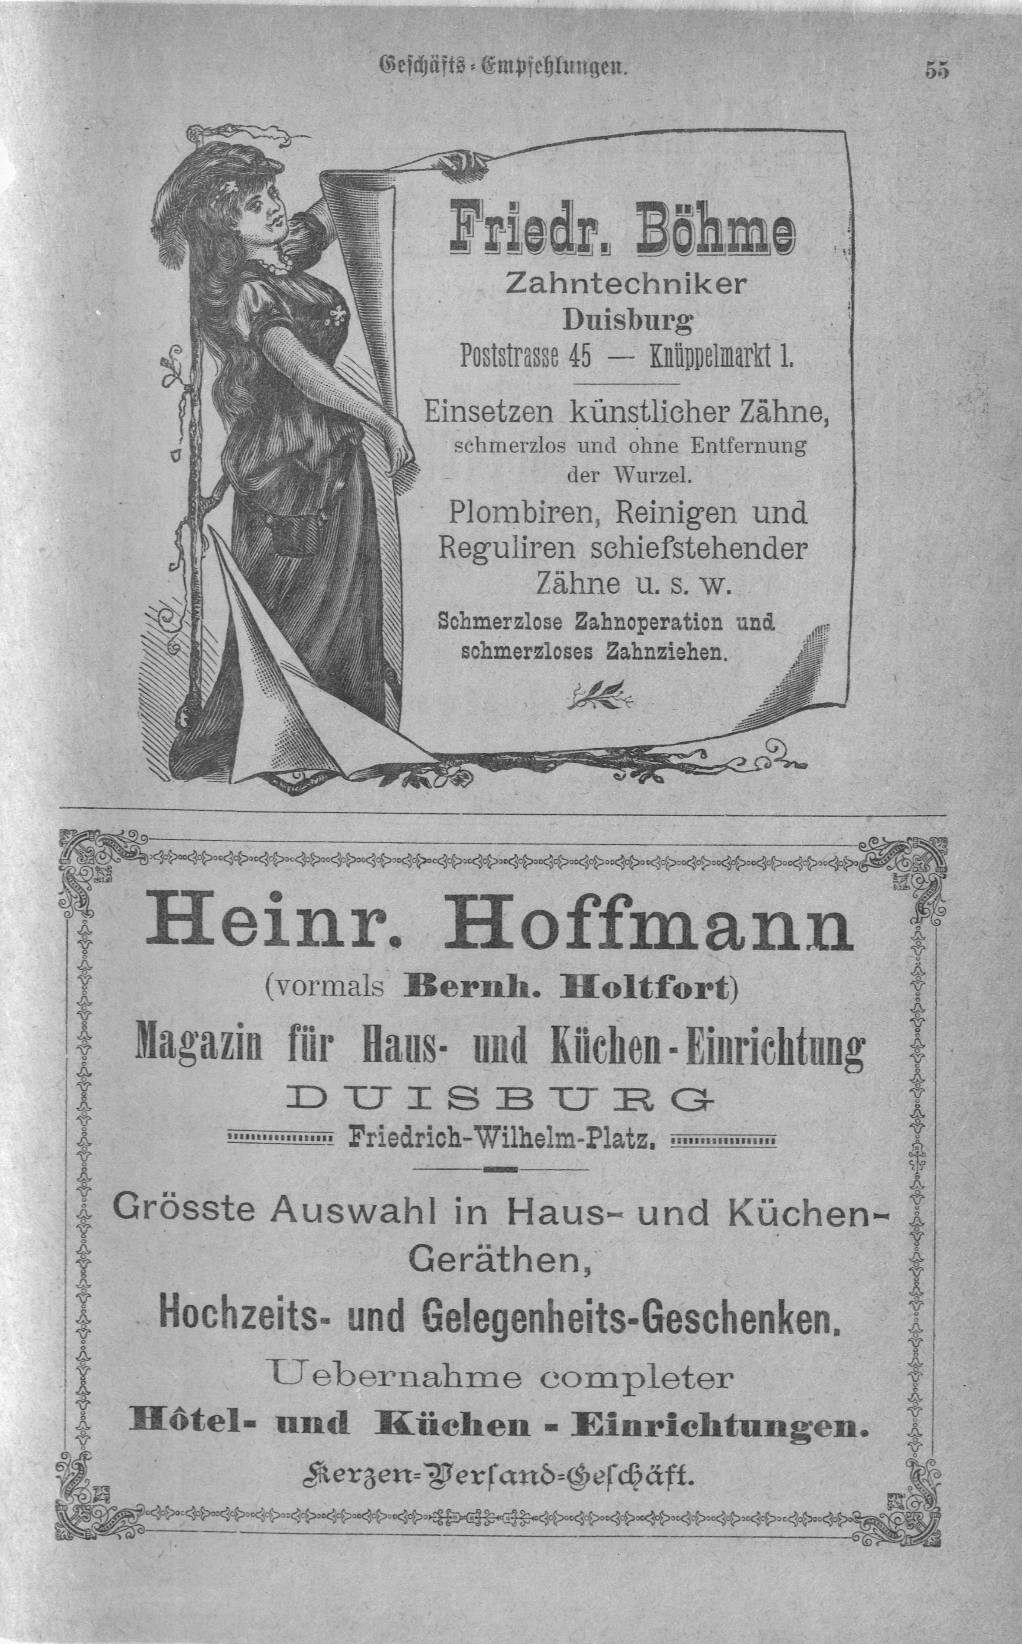 Geschäfts-Empfehlungen.
55
Friedr. Böhme
Zahntechniker
Duisburg
Poststrasse 45 — Knüppelmarkt 1.
Einsetzen künstlicher Zähne,
schmerzlos und ohne Entfernung
der Wurzel.
Plombiren, Reinigen und
Reguliren schiefstehender
Zähne u. s. w.
Schmerzlose Zahnoperation und
schmerzloses Zahnziehen.
Heinr. Hoffmann
(vormals Bernh. Holtfort)
Magazin für Haus- und Küchen-Einrichtung
DUISBURG
Friedrich-Wilhelm-Platz.
Grösste Auswahl in Haus- und Küchen-
Geräthen,
Hochzeits- und Gelegenheits-Geschenken.
Uebernahme completer
Hôtel- und Küchen-Einrichtungen.
Kerzen-Versand-Geschäft.